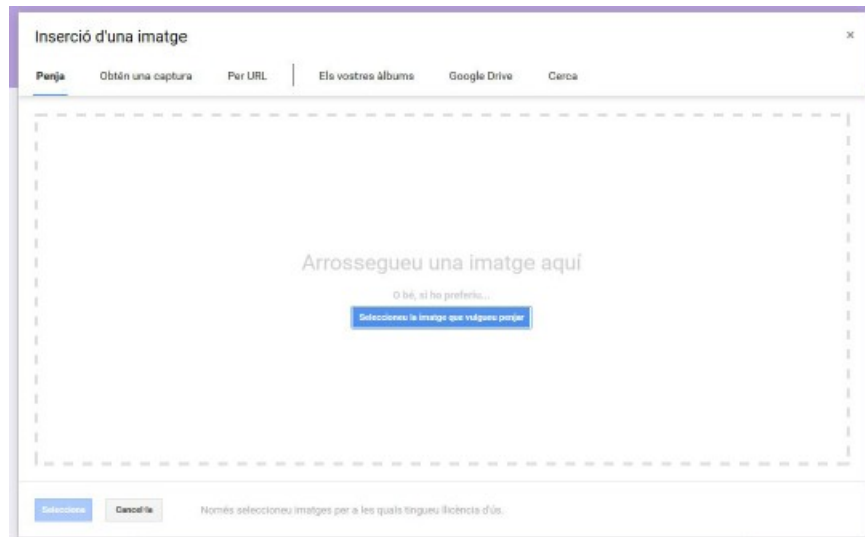 Inserció d'una imatge ×
Penja Obtén una captura Per URL Els vostres àlbums Google Drive Cerca
Arrossegueu una imatge aquí
O bé, si ho preferiu...
Seleccioneu la imatge que vulgueu penjar
Selecciona Cancel·la Només seleccioneu imatges per a les quals tingueu llicència d'ús.